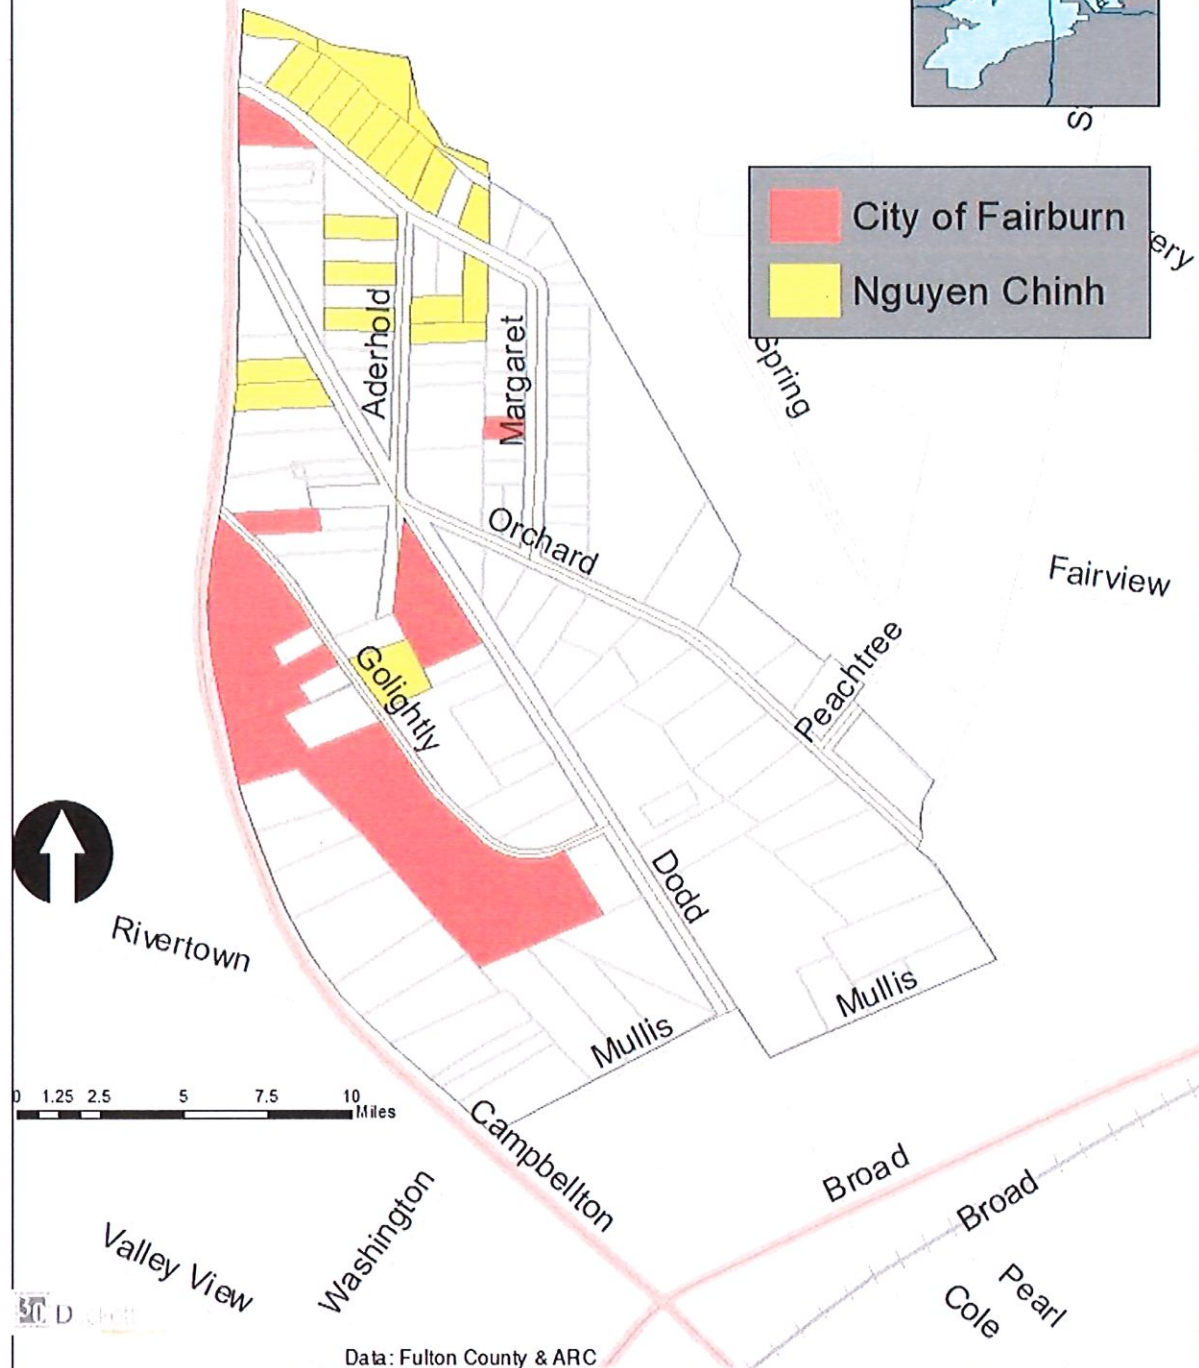 S
City of Fairburn
ery
Nguyen Chinh
Aderhold
Margaret
Spring
Orchard
Fairview
Golightly
Peachtree
Dodd
Rivertown
Mullis
Mullis
0 1.25 2.5 5 7.5 10
Miles
Campbellton
Broad
Broad
Washington
Valley View
Pearl
Cole
D
Data: Fulton County & ARC